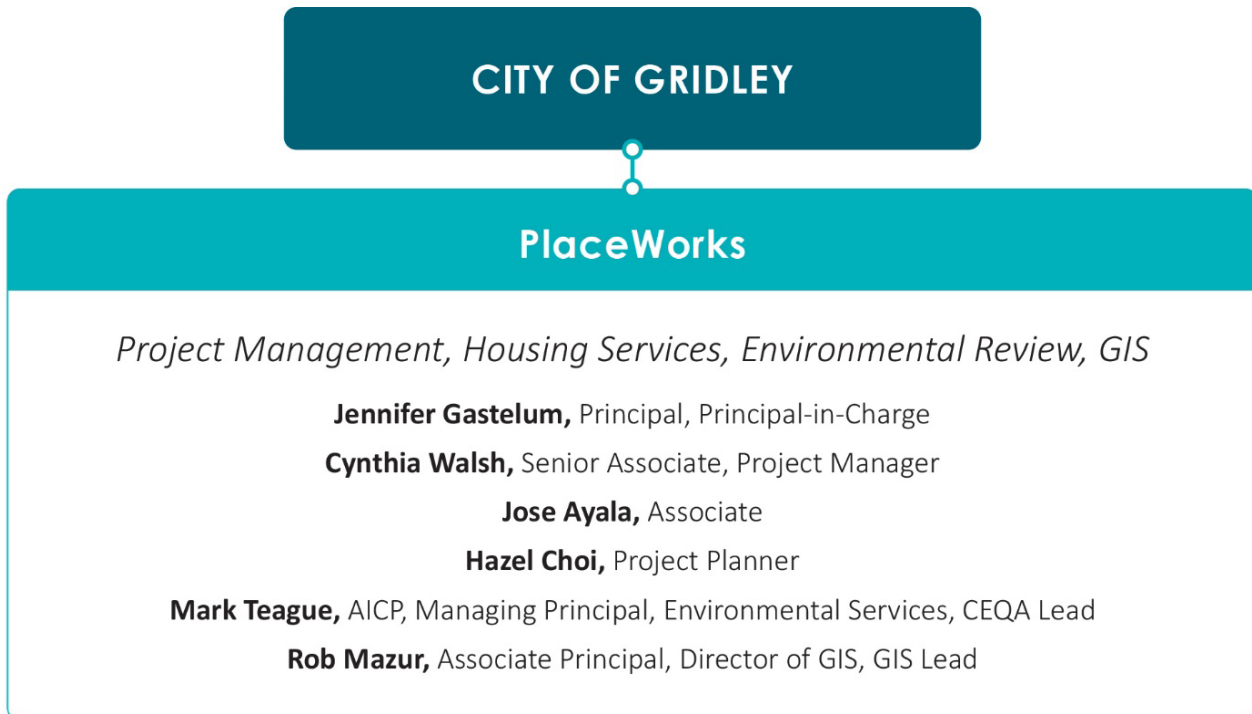 CITY OF GRIDLEY
PlaceWorks
Project Management, Housing Services, Environmental Review, GIS
Jennifer Gastelum, Principal, Principal-in-Charge
Cynthia Walsh, Senior Associate, Project Manager
Jose Ayala, Associate
Hazel Choi, Project Planner
Mark Teague, AICP, Managing Principal, Environmental Services, CEQA Lead
Rob Mazur, Associate Principal, Director of GIS, GIS Lead